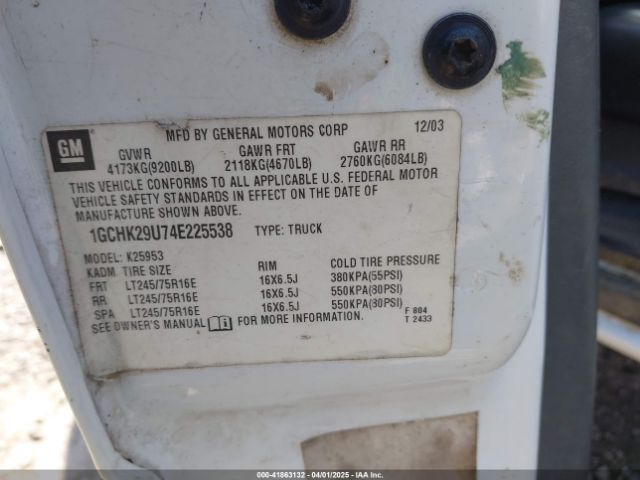 MFD BY GENERAL MOTORS CORP 12/03
GM
GVWR GAWR FRT GAWR RR
4173KG(9200LB) 2118KG(4670LB) 2760KG(6084LB)
THIS VEHICLE CONFORMS TO ALL APPLICABLE U.S. FEDERAL MOTOR
VEHICLE SAFETY STANDARDS IN EFFECT ON THE DATE OF
MANUFACTURE SHOWN ABOVE.
1GCHK29U74E225538 TYPE: TRUCK
MODEL: K25953
KADM TIRE SIZE RIM COLD TIRE PRESSURE
FRT LT245/75R16E 16X6.5J 380KPA(55PSI)
RR LT245/75R16E 16X6.5J 550KPA(80PSI)
SPA LT245/75R16E 16X6.5J 550KPA(80PSI)
SEE OWNER'S MANUAL FOR MORE INFORMATION.
F 804
T 2433
000-41863132 - 04/01/2025 - IAAI.COM